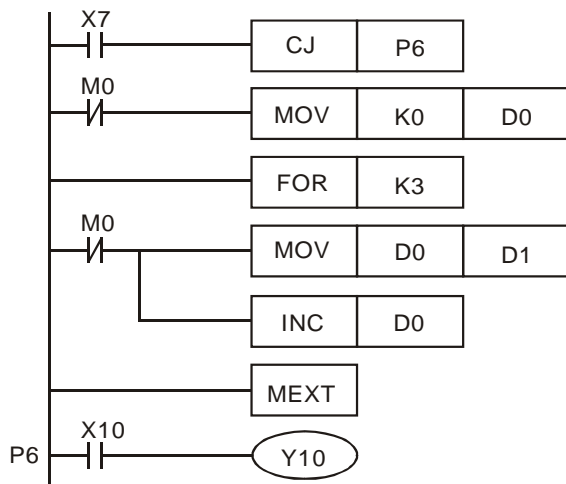 X7
CJ P6
M0
MOV K0 D0
FOR K3
M0
MOV D0 D1
INC D0
MEXT
X10
P6 Y10